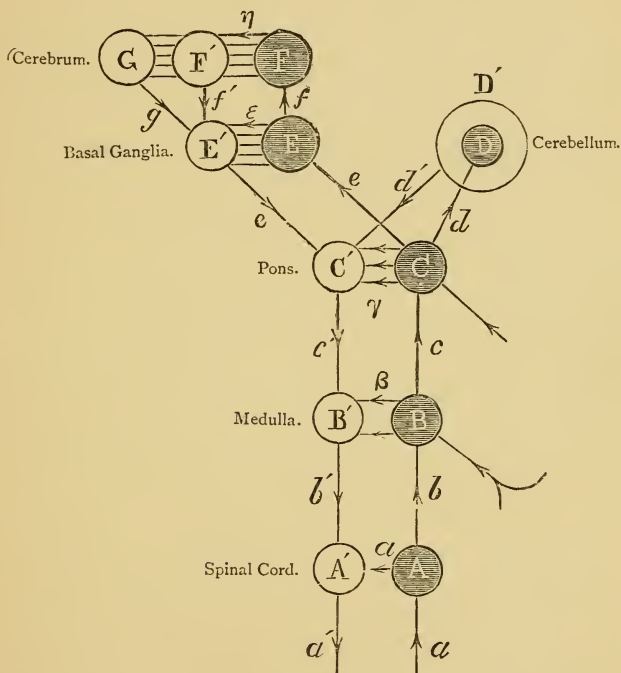 η
Cerebrum. G F′ F
g f′ f
ε
Basal Ganglia. E′ E
D′
D Cerebellum.
e e d′ d
Pons. C′ C
γ
c′ c
β
Medulla. B′ B
b′ b
a
Spinal Cord. A′ A
a′ a